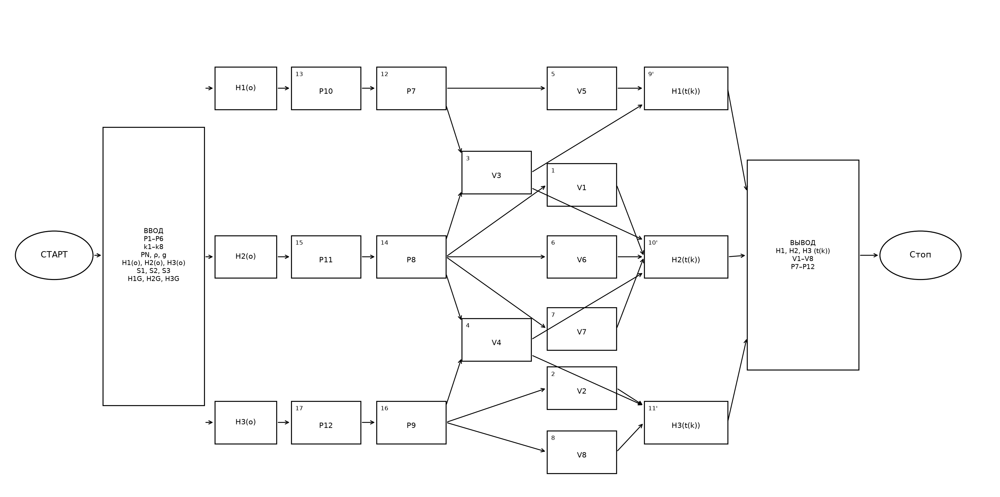 СТАРТ
ВВОД
P1–P6
k1–k8
PN, ρ, g
H1(o), H2(o), H3(o)
S1, S2, S3
H1G, H2G, H3G
H1(o)
13
P10
12
P7
5
V5
9'
H1(t(k))
3
V3
1
V1
H2(o)
15
P11
14
P8
6
V6
10'
H2(t(k))
7
V7
4
V4
2
V2
H3(o)
17
P12
16
P9
11'
H3(t(k))
8
V8
ВЫВОД
H1, H2, H3 (t(k))
V1–V8
P7–P12
Стоп